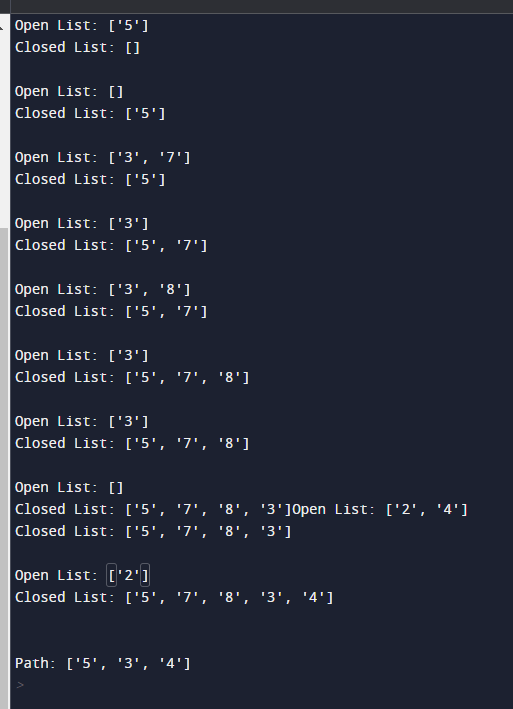 Open List: ['5']
Closed List: []
Open List: []
Closed List: ['5']
Open List: ['3', '7']
Closed List: ['5']
Open List: ['3']
Closed List: ['5', '7']
Open List: ['3', '8']
Closed List: ['5', '7']
Open List: ['3']
Closed List: ['5', '7', '8']
Open List: ['3']
Closed List: ['5', '7', '8']
Open List: []
Closed List: ['5', '7', '8', '3']Open List: ['2', '4']
Closed List: ['5', '7', '8', '3']
Open List: ['2']
Closed List: ['5', '7', '8', '3', '4']
Path: ['5', '3', '4']
>